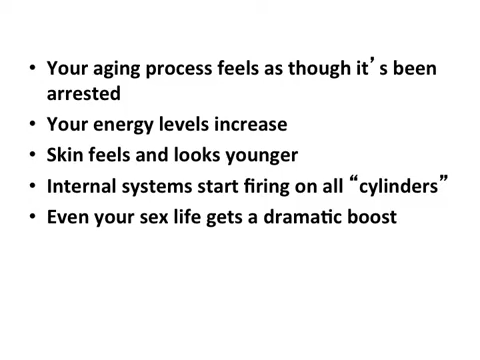 • Your aging process feels as though it’s been
arrested
• Your energy levels increase
• Skin feels and looks younger
• Internal systems start firing on all “cylinders”
• Even your sex life gets a dramatic boost